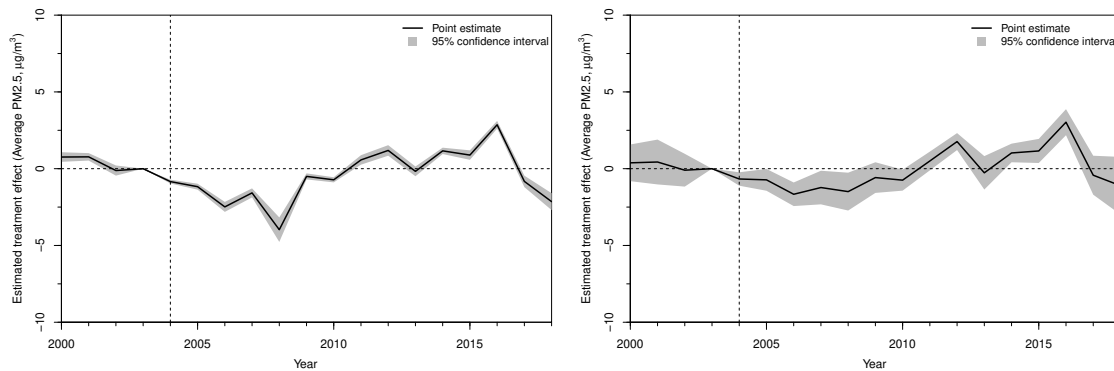 Estimated treatment effect (Average PM2.5, µg/m³)
10
5
0
−5
−10
Point estimate
95% confidence interval
2000
2005
2010
2015
Year
Estimated treatment effect (Average PM2.5, µg/m³)
10
5
0
−5
−10
Point estimate
95% confidence interval
2000
2005
2010
2015
Year